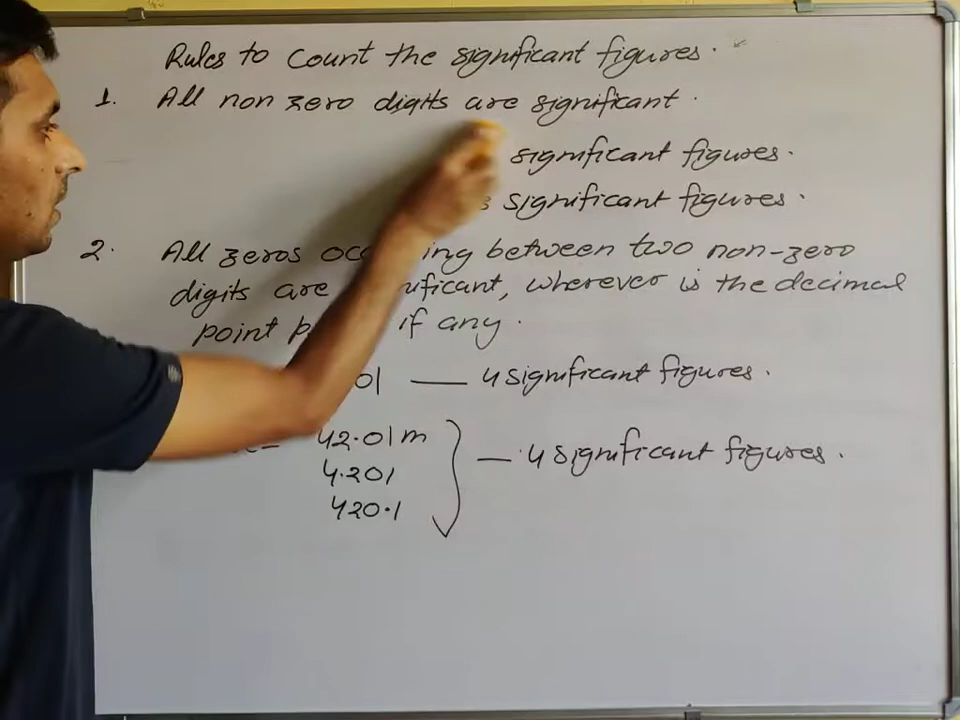 Rules to count the significant figures.
1. All non zero digits are significant.
significant figures.
significant figures.
2. All zeros occ ing between two non-zero
digits are nificant, wherever is the decimal
point p if any.
01 — 4 significant figures.
42.01 m
4.201 — 4 significant figures.
420.1